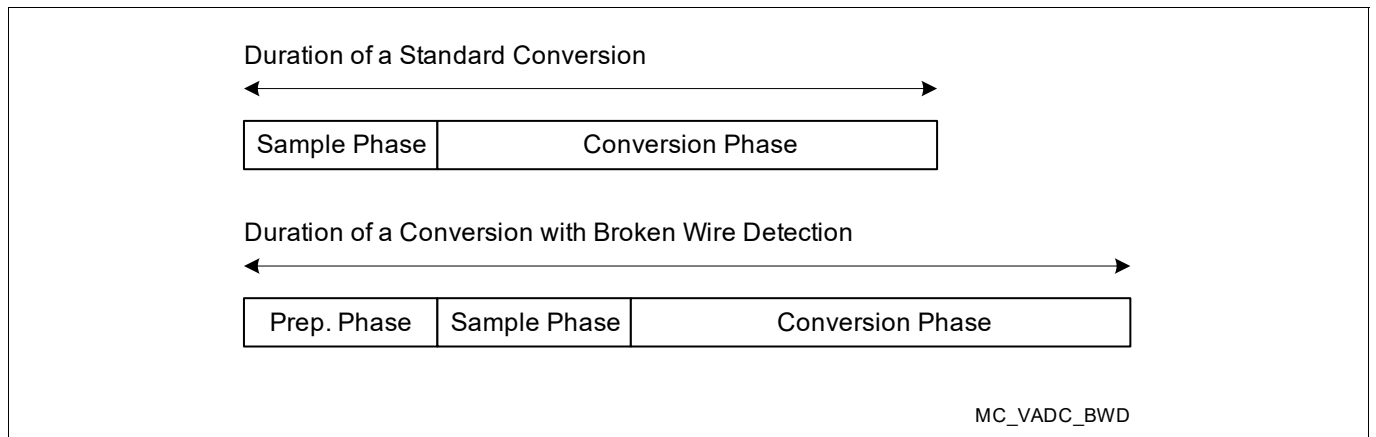 Duration of a Standard Conversion
Sample Phase Conversion Phase
Duration of a Conversion with Broken Wire Detection
Prep. Phase Sample Phase Conversion Phase
MC_VADC_BWD